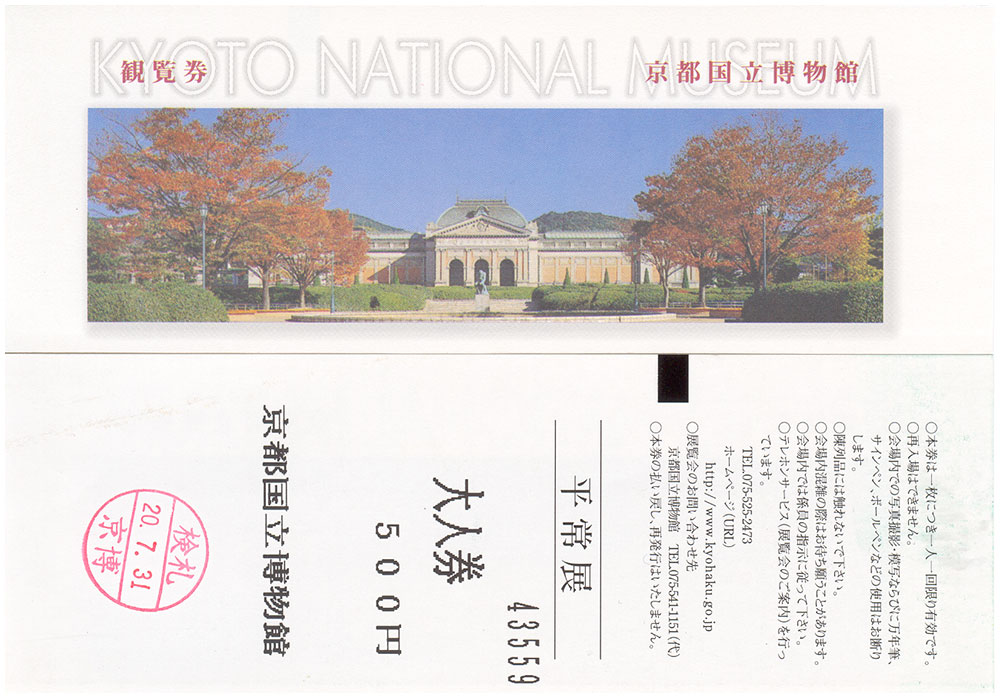 KYOTO NATIONAL MUSEUM
観覧券
京都国立博物館
○本券は一枚につき一人一回限り有効です。
○再入場はできません。
○会場内での写真撮影・模写ならびに万年筆、
サインペン、ボールペンなどの使用はお断り
します。
○陳列品には触れないで下さい。
○会場内混雑の際はお待ち願うことがあります。
○会場内では係員の指示に従って下さい。
○テレホンサービス(展覧会のご案内)を行っ
ています。
TEL.075-525-2473
ホームページ(URL)
http://www.kyohaku.go.jp
○展覧会のお問い合わせ先
京都国立博物館 TEL.075-541-1151(代)
○本券の払い戻し、再発行はいたしません。
平常展
43559
大人券
500円
京都国立博物館
検札
20.7.31
京博